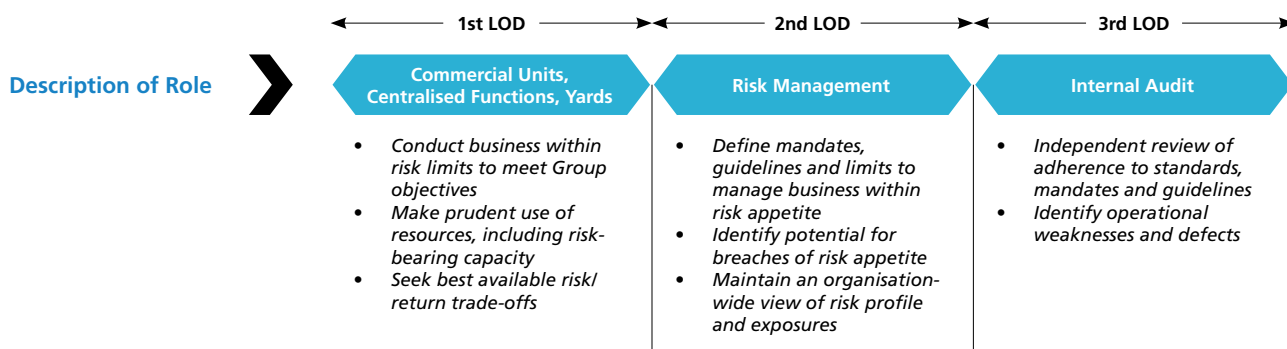 1st LOD
2nd LOD
3rd LOD
Description of Role
Commercial Units,
Centralised Functions, Yards
Risk Management
Internal Audit
• Conduct business within
risk limits to meet Group
objectives
• Make prudent use of
resources, including risk-
bearing capacity
• Seek best available risk/
return trade-offs
• Define mandates,
guidelines and limits to
manage business within
risk appetite
• Identify potential for
breaches of risk appetite
• Maintain an organisation-
wide view of risk profile
and exposures
• Independent review of
adherence to standards,
mandates and guidelines
• Identify operational
weaknesses and defects